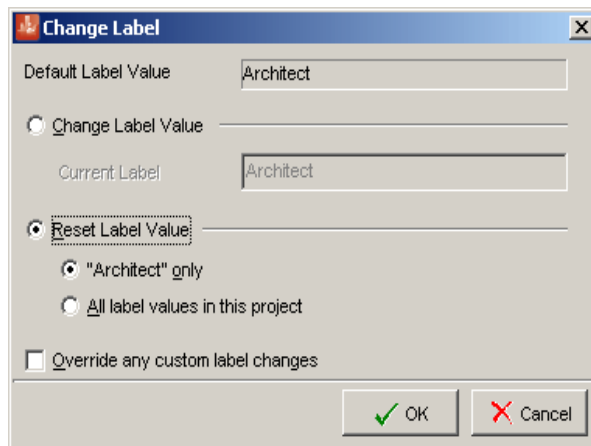 Change Label
Default Label Value Architect
Change Label Value
Current Label Architect
Reset Label Value
"Architect" only
All label values in this project
Override any custom label changes
OK Cancel